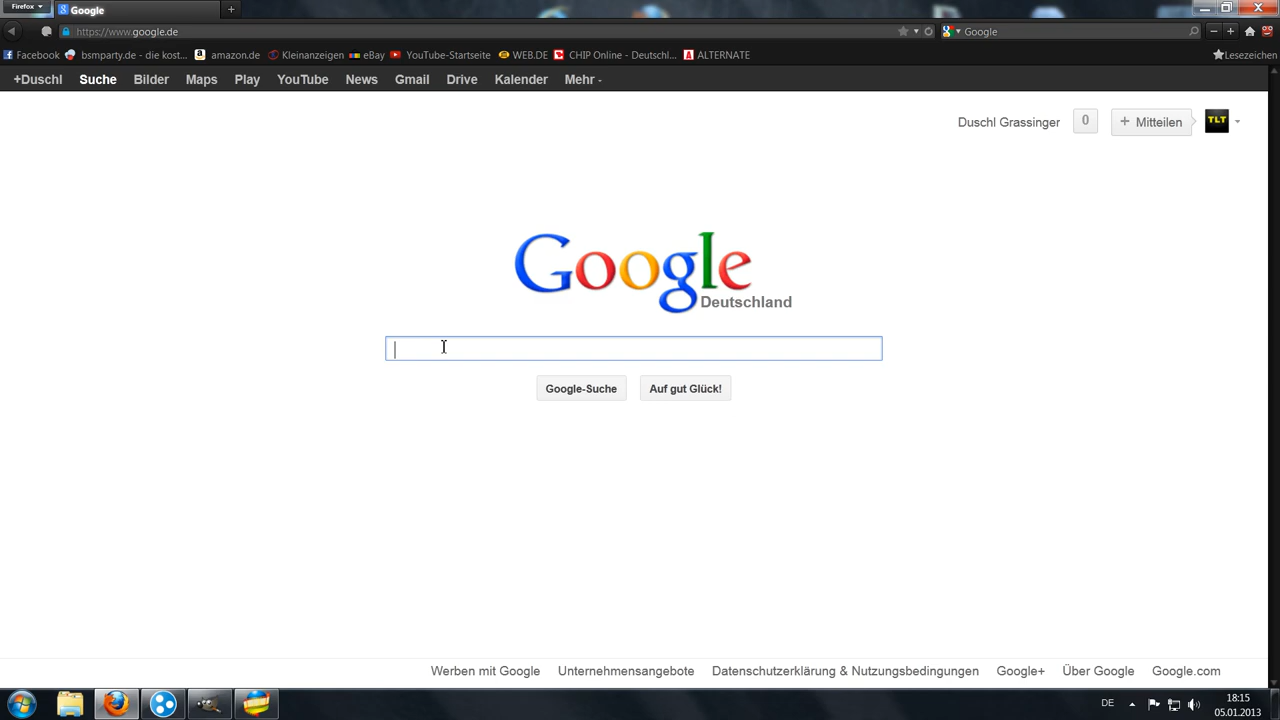 Firefox
Google
https://www.google.de
Google
Facebook bsmparty.de - die kost... amazon.de Kleinanzeigen eBay YouTube-Startseite WEB.DE CHIP Online - Deutschl... ALTERNATE Lesezeichen
+Duschl Suche Bilder Maps Play YouTube News Gmail Drive Kalender Mehr
Duschl Grassinger 0 + Mitteilen TLT
Google
Deutschland
Google-Suche Auf gut Glück!
Werben mit Google Unternehmensangebote Datenschutzerklärung & Nutzungsbedingungen Google+ Über Google Google.com
DE 18:15
05.01.2013